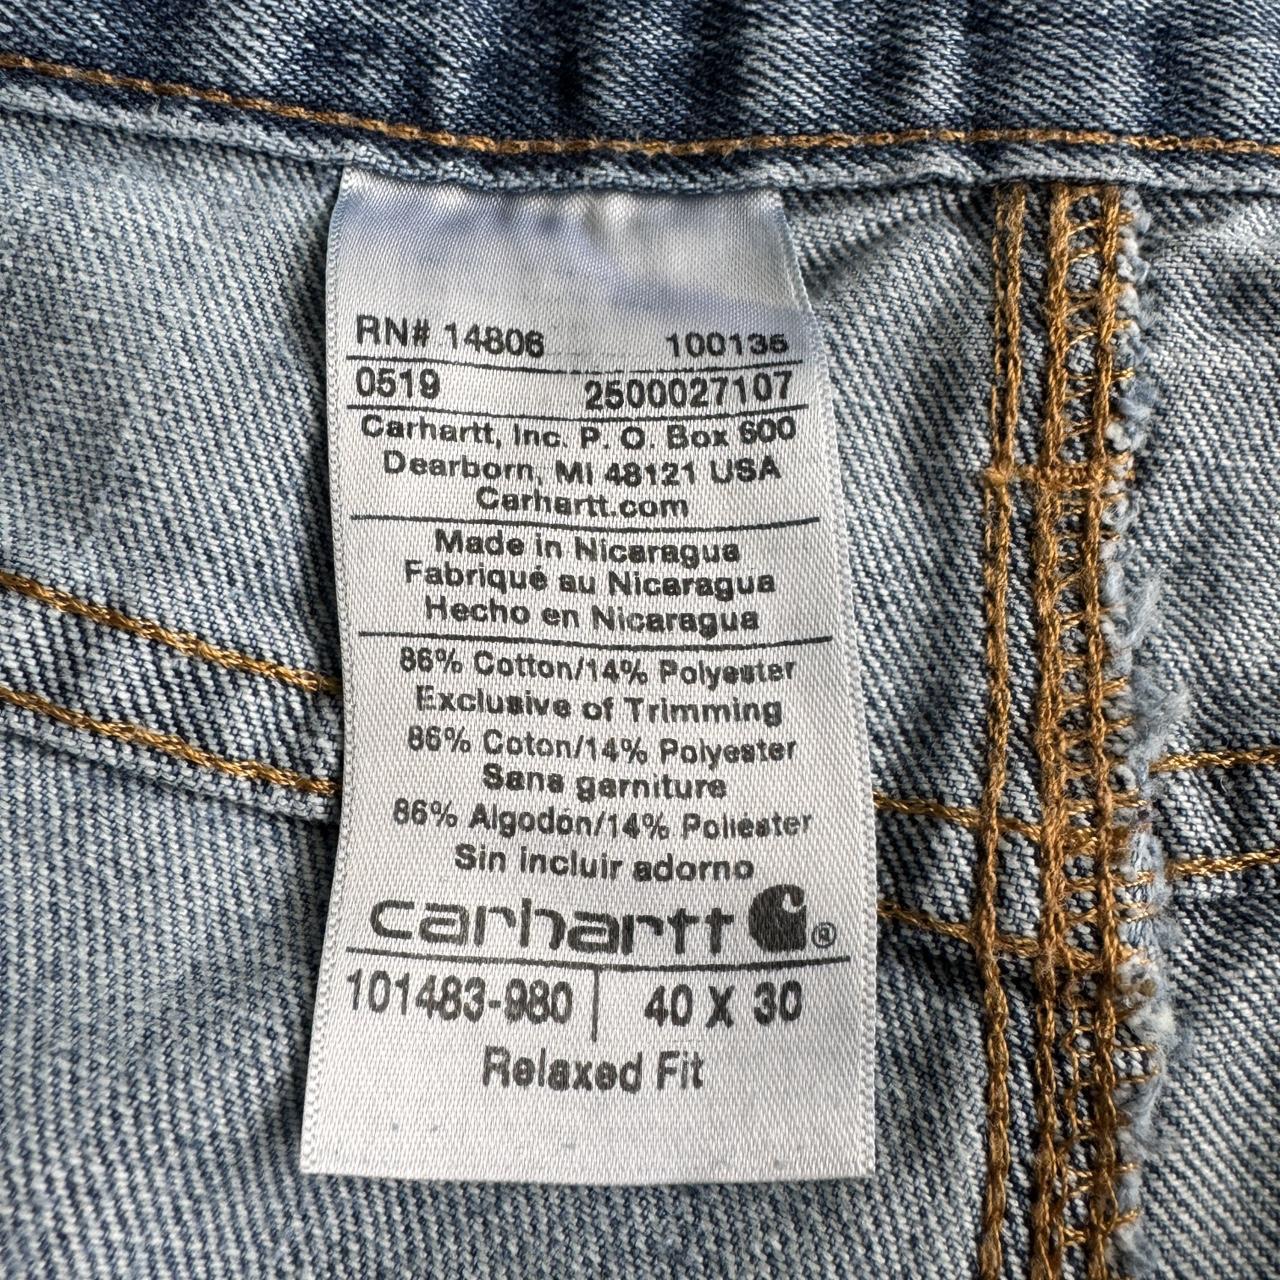 RN# 14806 100135
0519 2500027107
Carhartt, Inc. P. O. Box 600
Dearborn, MI 48121 USA
Carhartt.com
Made in Nicaragua
Fabriqué au Nicaragua
Hecho en Nicaragua
86% Cotton/14% Polyester
Exclusive of Trimming
86% Coton/14% Polyester
Sans garniture
86% Algodón/14% Poliéster
Sin incluir adorno
carhartt ®
101483-980 40 X 30
Relaxed Fit